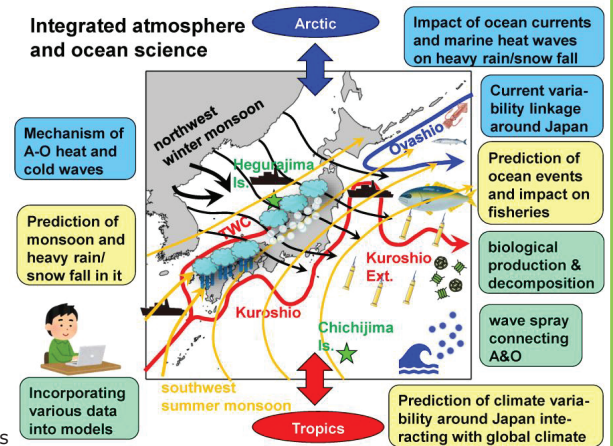 Integrated atmosphere
and ocean science
Arctic
Impact of ocean currents
and marine heat waves
on heavy rain/snow fall
Current varia-
bility linkage
around Japan
Mechanism of
A-O heat and
cold waves
northwest
winter monsoon
Hegurajima
Is.
Oyashio
Prediction of
ocean events
and impact on
fisheries
Prediction of
monsoon and
heavy rain/
snow fall in it
TWC
Kuroshio
Ext.
biological
production &
decomposition
Kuroshio
Chichijima
Is.
wave spray
connecting
A&O
Incorporating
various data
into models
southwest
summer monsoon
Tropics
Prediction of climate varia-
bility around Japan inte-
racting with global climate
s